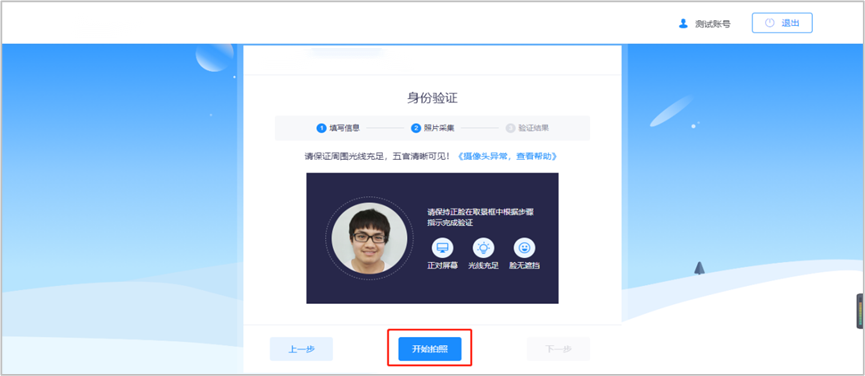 测试账号
退出
身份验证
1 填写信息
2 照片采集
3 验证结果
请保证周围光线充足，五官清晰可见！《摄像头异常，查看帮助》
请保持正脸在取景框中根据步骤
指示完成验证
正对屏幕
光线充足
脸无遮挡
上一步
开始拍照
下一步